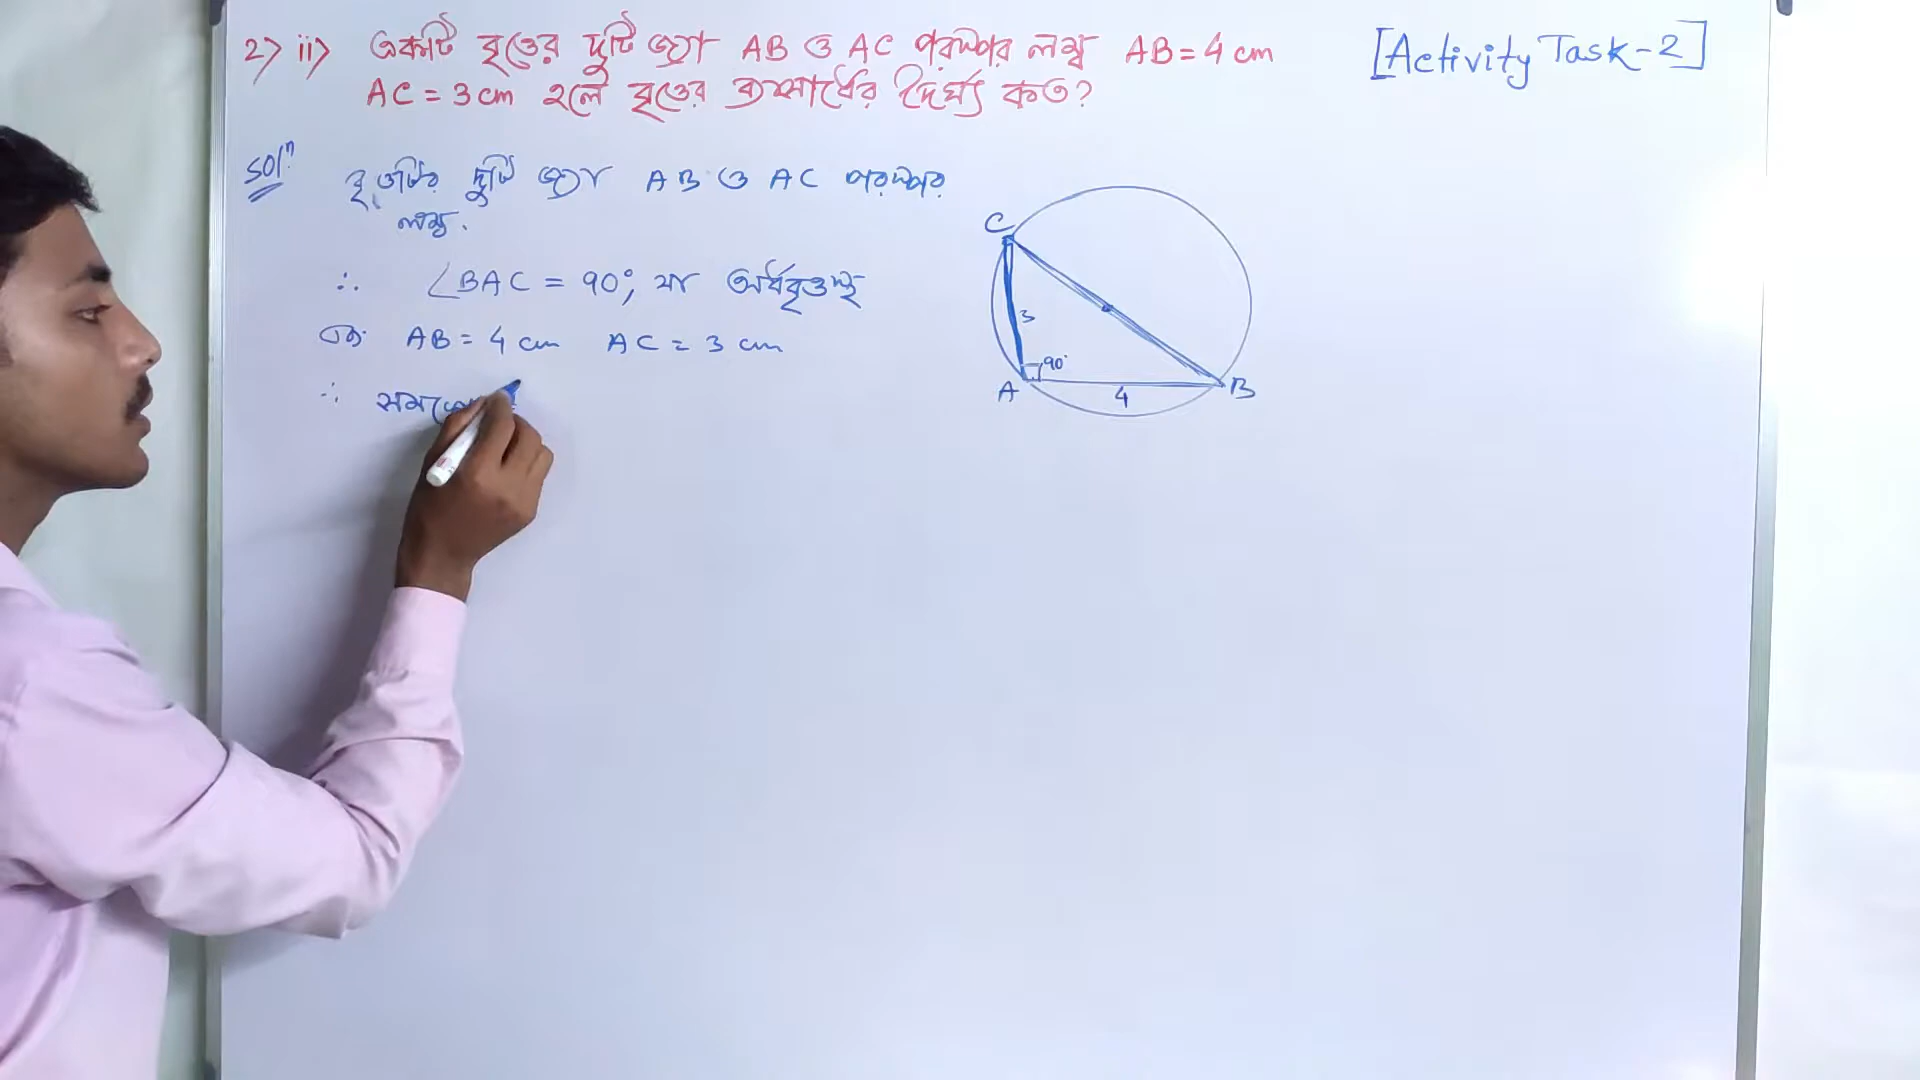 2) ii) একটি বৃত্তের দুটি জ্যা AB ও AC পরস্পর লম্ব AB = 4 cm
AC = 3 cm হলে বৃত্তের ব্যাসার্ধের দৈর্ঘ্য কত?
[Activity Task-2]
Solⁿ. বৃত্তটির দুটি জ্যা AB ও AC পরস্পর
লম্ব.
∴ ∠BAC = 90°, যা অর্ধবৃত্তস্থ
AB = 4 cm AC = 3 cm
∴
C
3
90°
A
4
B